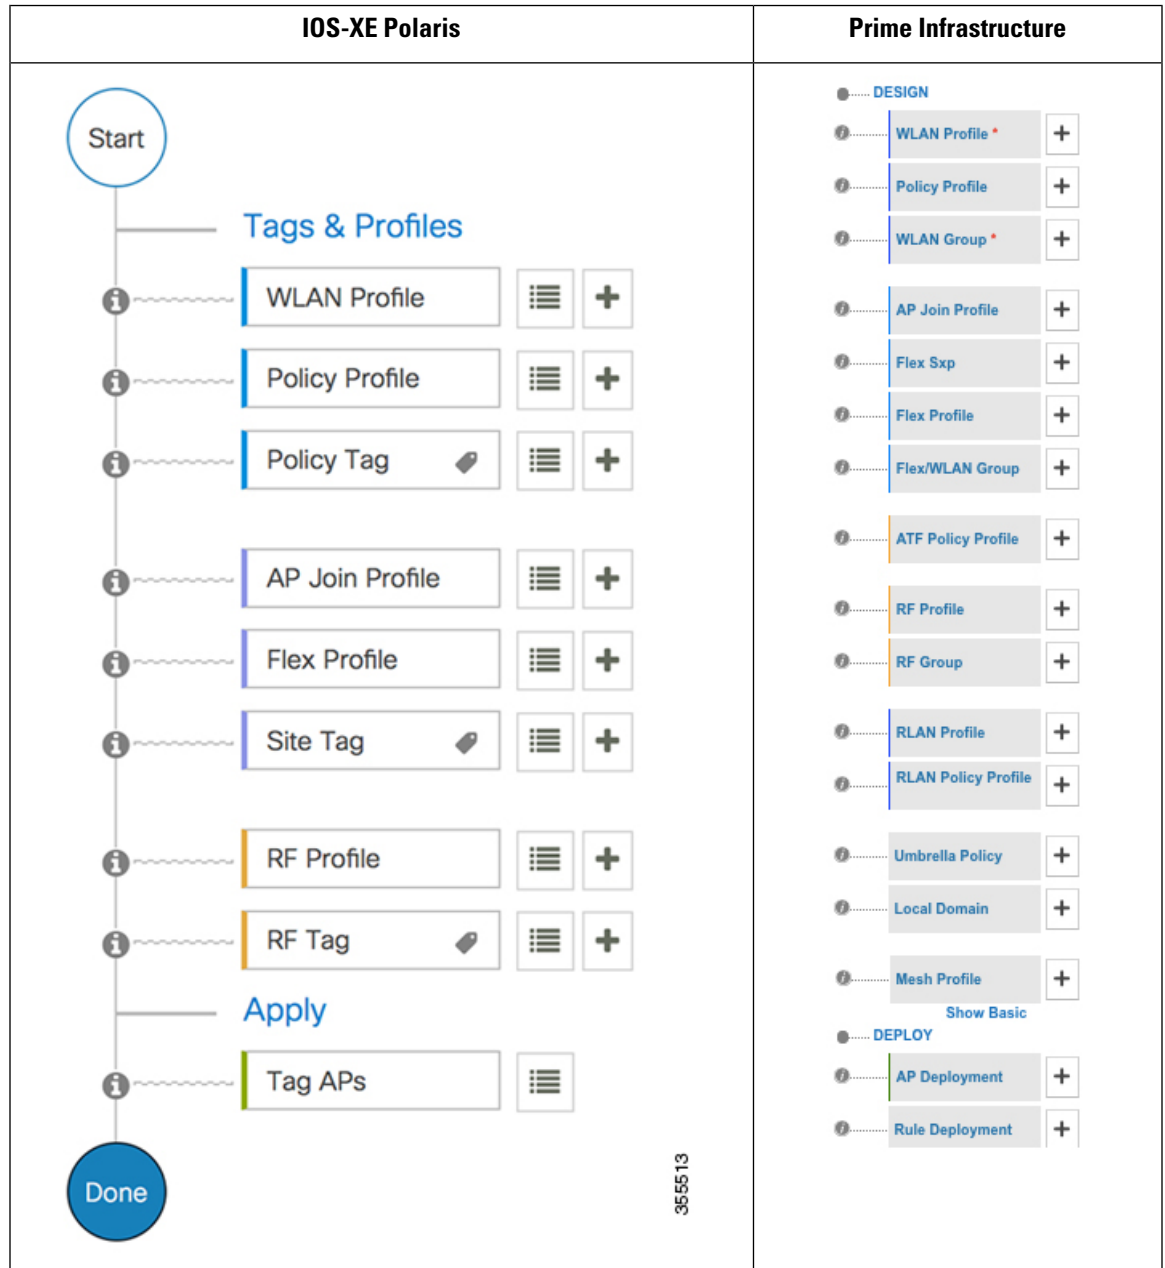 IOS-XE Polaris
Prime Infrastructure
Start
Tags & Profiles
WLAN Profile
Policy Profile
Policy Tag
AP Join Profile
Flex Profile
Site Tag
RF Profile
RF Tag
Apply
Tag APs
Done
355513
DESIGN
WLAN Profile *
Policy Profile
WLAN Group *
AP Join Profile
Flex Sxp
Flex Profile
Flex/WLAN Group
ATF Policy Profile
RF Profile
RF Group
RLAN Profile
RLAN Policy Profile
Umbrella Policy
Local Domain
Mesh Profile
Show Basic
DEPLOY
AP Deployment
Rule Deployment